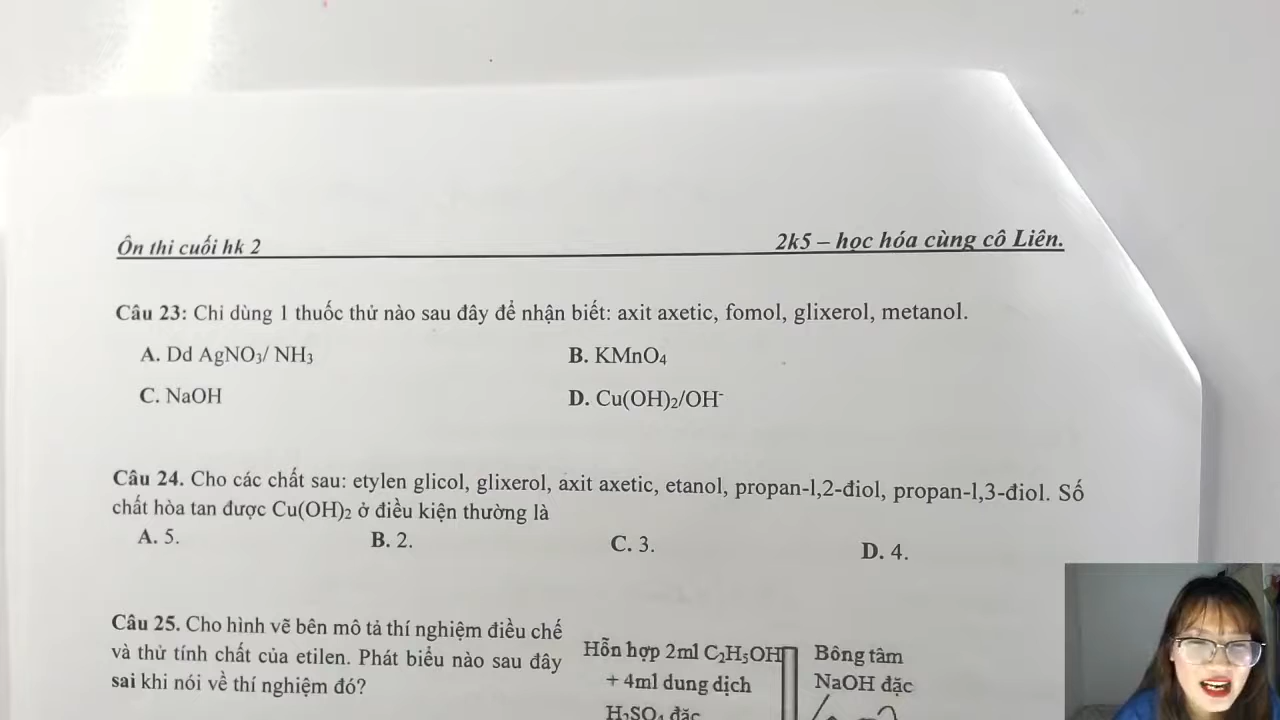 Ôn thi cuối hk 2
2k5 – học hóa cùng cô Liên.
Câu 23: Chỉ dùng 1 thuốc thử nào sau đây để nhận biết: axit axetic, fomol, glixerol, metanol.
A. Dd AgNO₃/ NH₃
B. KMnO₄
C. NaOH
D. Cu(OH)₂/OH⁻
Câu 24. Cho các chất sau: etylen glicol, glixerol, axit axetic, etanol, propan-1,2-điol, propan-1,3-điol. Số
chất hòa tan được Cu(OH)₂ ở điều kiện thường là
A. 5.
B. 2.
C. 3.
D. 4.
Câu 25. Cho hình vẽ bên mô tả thí nghiệm điều chế
và thử tính chất của etilen. Phát biểu nào sau đây
sai khi nói về thí nghiệm đó?
Hỗn hợp 2ml C₂H₅OH
+ 4ml dung dịch
H₂SO₄ đặc
Bông tâm
NaOH đặc